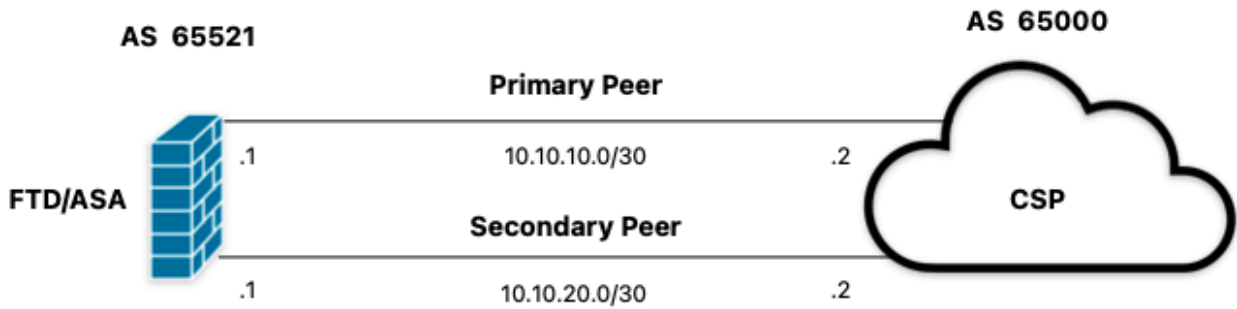 AS 65521
AS 65000
Primary Peer
.1
10.10.10.0/30
.2
FTD/ASA
CSP
Secondary Peer
.1
10.10.20.0/30
.2